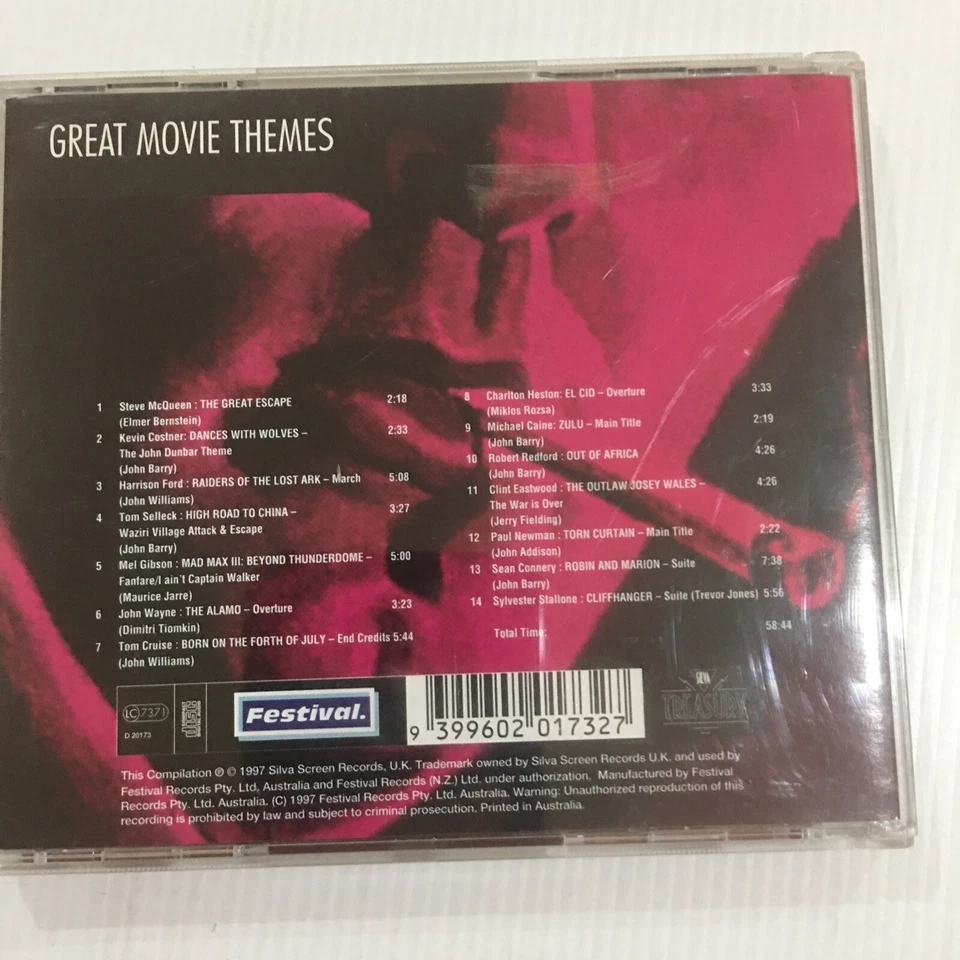 GREAT MOVIE THEMES
1 Steve McQueen : THE GREAT ESCAPE 2:18
(Elmer Bernstein)
2 Kevin Costner: DANCES WITH WOLVES – 2:33
The John Dunbar Theme
(John Barry)
3 Harrison Ford : RAIDERS OF THE LOST ARK – March 5:08
(John Williams)
4 Tom Selleck : HIGH ROAD TO CHINA – 3:27
Waziri Village Attack & Escape
(John Barry)
5 Mel Gibson : MAD MAX III: BEYOND THUNDERDOME – 5:00
Fanfare/I ain't Captain Walker
(Maurice Jarre)
6 John Wayne : THE ALAMO – Overture 3:23
(Dimitri Tiomkin)
7 Tom Cruise : BORN ON THE FORTH OF JULY – End Credits 5:44
(John Williams)
8 Charlton Heston: EL CID – Overture 3:33
(Miklos Rozsa)
9 Michael Caine: ZULU – Main Title 2:19
(John Barry)
10 Robert Redford : OUT OF AFRICA 4:26
(John Barry)
11 Clint Eastwood : THE OUTLAW JOSEY WALES – 4:26
The War is Over
(Jerry Fielding)
12 Paul Newman : TORN CURTAIN – Main Title 2:22
(John Addison)
13 Sean Connery : ROBIN AND MARION – Suite 7:38
(John Barry)
14 Sylvester Stallone : CLIFFHANGER – Suite (Trevor Jones) 5:56
Total Time: 58:44
LC 7371
D 20173
COMPACT disc DIGITAL AUDIO
Festival.
9 399602 017327
SILVA
TREASURY
This Compilation ℗ © 1997 Silva Screen Records, U.K. Trademark owned by Silva Screen Records U.K. and used by
Festival Records Pty. Ltd, Australia and Festival Records (N.Z.) Ltd. under authorization. Manufactured by Festival
Records Pty. Ltd. Australia. (C) 1997 Festival Records Pty. Ltd. Australia. Warning: Unauthorized reproduction of this
recording is prohibited by law and subject to criminal prosecution. Printed in Australia.